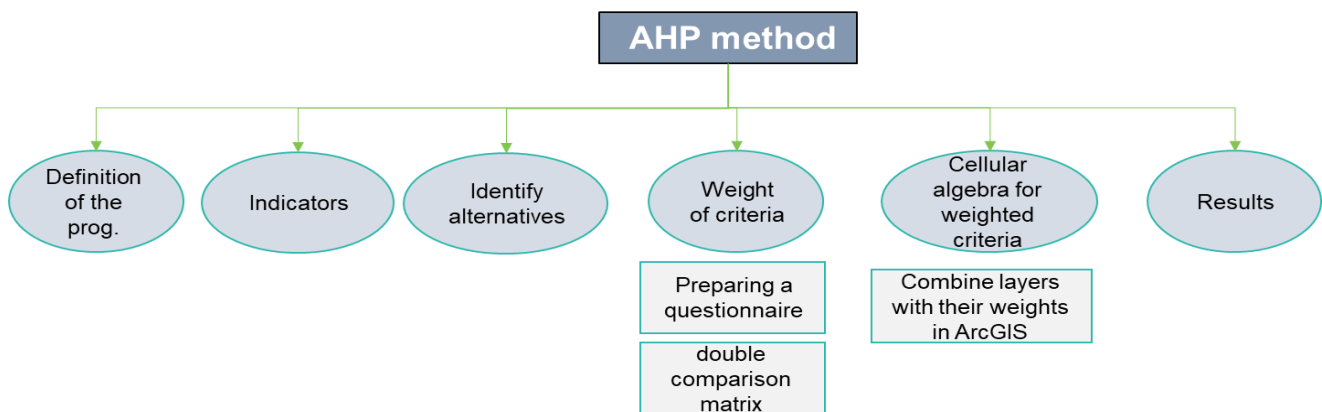 AHP method
Definition
of the
prog.
Indicators
Identify
alternatives
Weight
of criteria
Cellular
algebra for
weighted
criteria
Results
Preparing a
questionnaire
double
comparison
matrix
Combine layers
with their weights
in ArcGIS